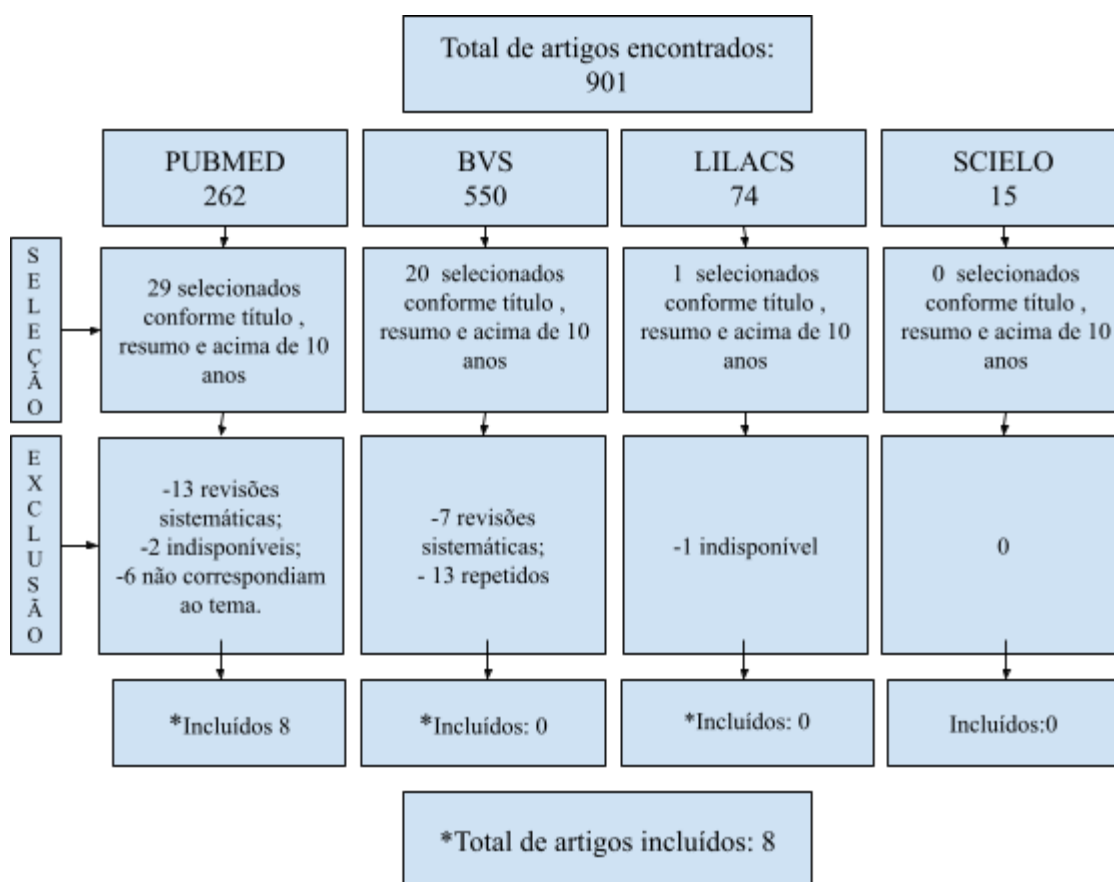 Total de artigos encontrados:
901
PUBMED
262
BVS
550
LILACS
74
SCIELO
15
SELEÇÃO
29 selecionados
conforme título ,
resumo e acima de 10
anos
20 selecionados
conforme título ,
resumo e acima de 10
anos
1 selecionados
conforme título ,
resumo e acima de 10
anos
0 selecionados
conforme título ,
resumo e acima de 10
anos
EXCLUSÃO
-13 revisões
sistemáticas;
-2 indisponíveis;
-6 não correspondiam
ao tema.
-7 revisões
sistemáticas;
- 13 repetidos
-1 indisponível
0
*Incluídos 8
*Incluídos: 0
*Incluídos: 0
Incluídos:0
*Total de artigos incluídos: 8